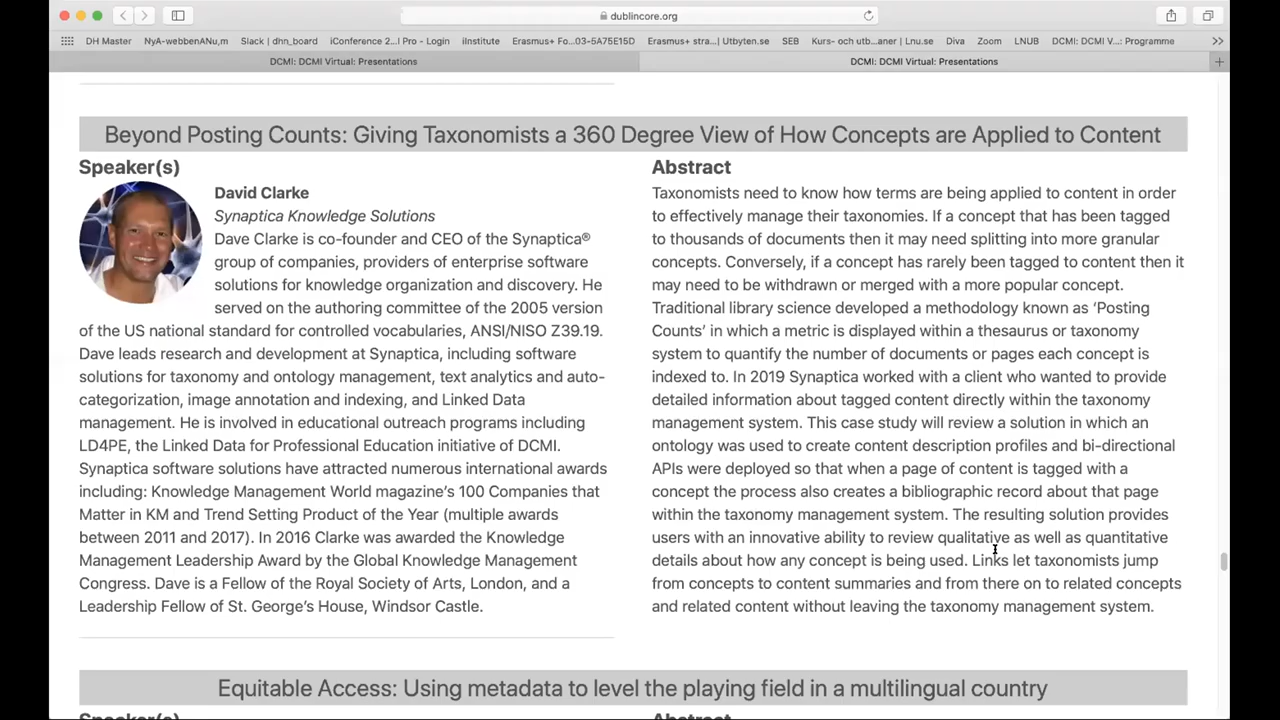 dublincore.org
DH Master NyA-webbenANu,m Slack | dhn_board iConference 2...l Pro - Login iInstitute Erasmus+ Fo...03-5A75E15D Erasmus+ stra...| Utbyten.se SEB Kurs- och utb...aner | Lnu.se Diva Zoom LNUB DCMI: DCMI V...: Programme
DCMI: DCMI Virtual: Presentations DCMI: DCMI Virtual: Presentations
Beyond Posting Counts: Giving Taxonomists a 360 Degree View of How Concepts are Applied to Content
Speaker(s)
David Clarke
Synaptica Knowledge Solutions
Dave Clarke is co-founder and CEO of the Synaptica®
group of companies, providers of enterprise software
solutions for knowledge organization and discovery. He
served on the authoring committee of the 2005 version
of the US national standard for controlled vocabularies, ANSI/NISO Z39.19.
Dave leads research and development at Synaptica, including software
solutions for taxonomy and ontology management, text analytics and auto-
categorization, image annotation and indexing, and Linked Data
management. He is involved in educational outreach programs including
LD4PE, the Linked Data for Professional Education initiative of DCMI.
Synaptica software solutions have attracted numerous international awards
including: Knowledge Management World magazine's 100 Companies that
Matter in KM and Trend Setting Product of the Year (multiple awards
between 2011 and 2017). In 2016 Clarke was awarded the Knowledge
Management Leadership Award by the Global Knowledge Management
Congress. Dave is a Fellow of the Royal Society of Arts, London, and a
Leadership Fellow of St. George's House, Windsor Castle.
Abstract
Taxonomists need to know how terms are being applied to content in order
to effectively manage their taxonomies. If a concept that has been tagged
to thousands of documents then it may need splitting into more granular
concepts. Conversely, if a concept has rarely been tagged to content then it
may need to be withdrawn or merged with a more popular concept.
Traditional library science developed a methodology known as 'Posting
Counts' in which a metric is displayed within a thesaurus or taxonomy
system to quantify the number of documents or pages each concept is
indexed to. In 2019 Synaptica worked with a client who wanted to provide
detailed information about tagged content directly within the taxonomy
management system. This case study will review a solution in which an
ontology was used to create content description profiles and bi-directional
APIs were deployed so that when a page of content is tagged with a
concept the process also creates a bibliographic record about that page
within the taxonomy management system. The resulting solution provides
users with an innovative ability to review qualitative as well as quantitative
details about how any concept is being used. Links let taxonomists jump
from concepts to content summaries and from there on to related concepts
and related content without leaving the taxonomy management system.
Equitable Access: Using metadata to level the playing field in a multilingual country
Speaker(s) Abstract